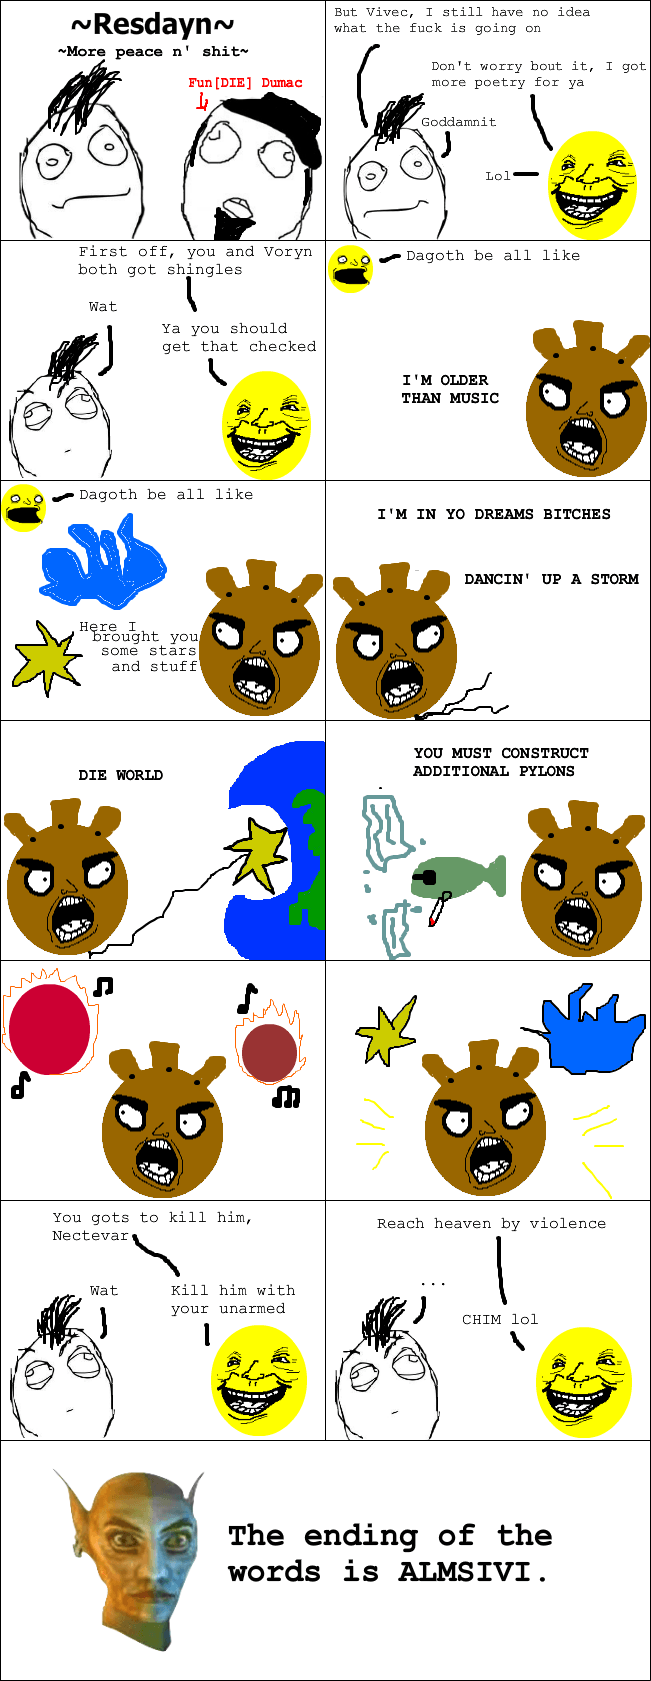 ~Resdayn~
~More peace n' shit~
Fun[DIE] Dumac
But Vivec, I still have no idea
what the fuck is going on
Don't worry bout it, I got
more poetry for ya
Goddamnit
Lol
First off, you and Voryn
both got shingles
Wat
Ya you should
get that checked
Dagoth be all like
I'M OLDER
THAN MUSIC
Dagoth be all like
Here I
brought you
some stars
and stuff
I'M IN YO DREAMS BITCHES
DANCIN' UP A STORM
DIE WORLD
YOU MUST CONSTRUCT
ADDITIONAL PYLONS
You gots to kill him,
Nectevar
Wat
Kill him with
your unarmed
Reach heaven by violence
...
CHIM lol
The ending of the
words is ALMSIVI.